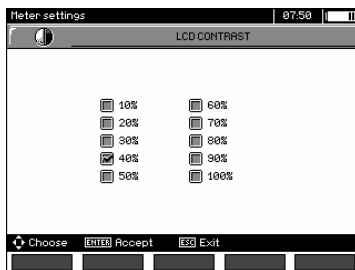 Meter settings 07:50
LCD CONTRAST
10% 60%
20% 70%
30% 80%
40% 90%
50% 100%
Choose ENTER Accept ESC Exit